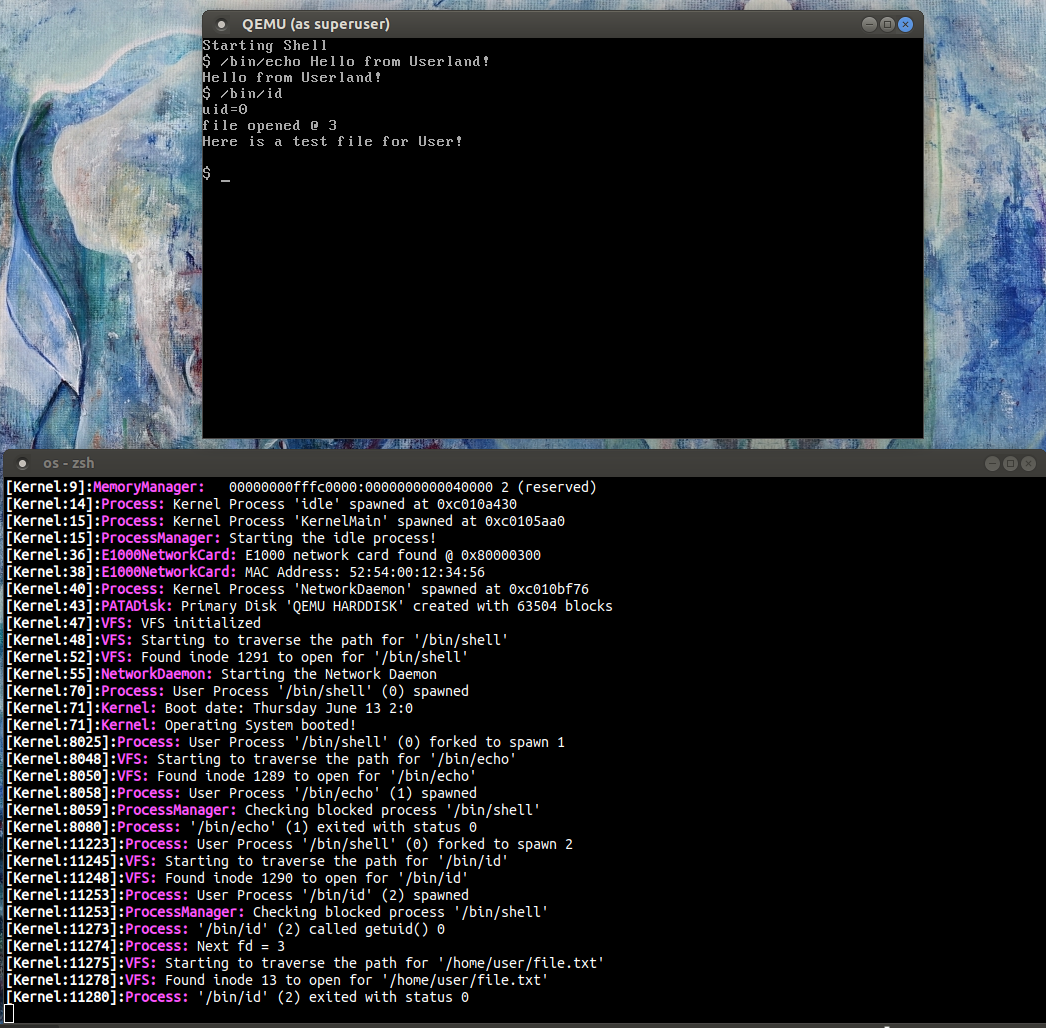 QEMU (as superuser)
Starting Shell
$ /bin/echo Hello from Userland!
Hello from Userland!
$ /bin/id
uid=0
file opened @ 3
Here is a test file for User!
$ _
os - zsh
[Kernel:9]:MemoryManager:   00000000fffc0000:0000000000040000 2 (reserved)
[Kernel:14]:Process: Kernel Process 'idle' spawned at 0xc010a430
[Kernel:15]:Process: Kernel Process 'KernelMain' spawned at 0xc0105aa0
[Kernel:15]:ProcessManager: Starting the idle process!
[Kernel:36]:E1000NetworkCard: E1000 network card found @ 0x80000300
[Kernel:38]:E1000NetworkCard: MAC Address: 52:54:00:12:34:56
[Kernel:40]:Process: Kernel Process 'NetworkDaemon' spawned at 0xc010bf76
[Kernel:43]:PATADisk: Primary Disk 'QEMU HARDDISK' created with 63504 blocks
[Kernel:47]:VFS: VFS initialized
[Kernel:48]:VFS: Starting to traverse the path for '/bin/shell'
[Kernel:52]:VFS: Found inode 1291 to open for '/bin/shell'
[Kernel:55]:NetworkDaemon: Starting the Network Daemon
[Kernel:70]:Process: User Process '/bin/shell' (0) spawned
[Kernel:71]:Kernel: Boot date: Thursday June 13 2:0
[Kernel:71]:Kernel: Operating System booted!
[Kernel:8025]:Process: User Process '/bin/shell' (0) forked to spawn 1
[Kernel:8048]:VFS: Starting to traverse the path for '/bin/echo'
[Kernel:8050]:VFS: Found inode 1289 to open for '/bin/echo'
[Kernel:8058]:Process: User Process '/bin/echo' (1) spawned
[Kernel:8059]:ProcessManager: Checking blocked process '/bin/shell'
[Kernel:8080]:Process: '/bin/echo' (1) exited with status 0
[Kernel:11223]:Process: User Process '/bin/shell' (0) forked to spawn 2
[Kernel:11245]:VFS: Starting to traverse the path for '/bin/id'
[Kernel:11248]:VFS: Found inode 1290 to open for '/bin/id'
[Kernel:11253]:Process: User Process '/bin/id' (2) spawned
[Kernel:11253]:ProcessManager: Checking blocked process '/bin/shell'
[Kernel:11273]:Process: '/bin/id' (2) called getuid() 0
[Kernel:11274]:Process: Next fd = 3
[Kernel:11275]:VFS: Starting to traverse the path for '/home/user/file.txt'
[Kernel:11278]:VFS: Found inode 13 to open for '/home/user/file.txt'
[Kernel:11280]:Process: '/bin/id' (2) exited with status 0